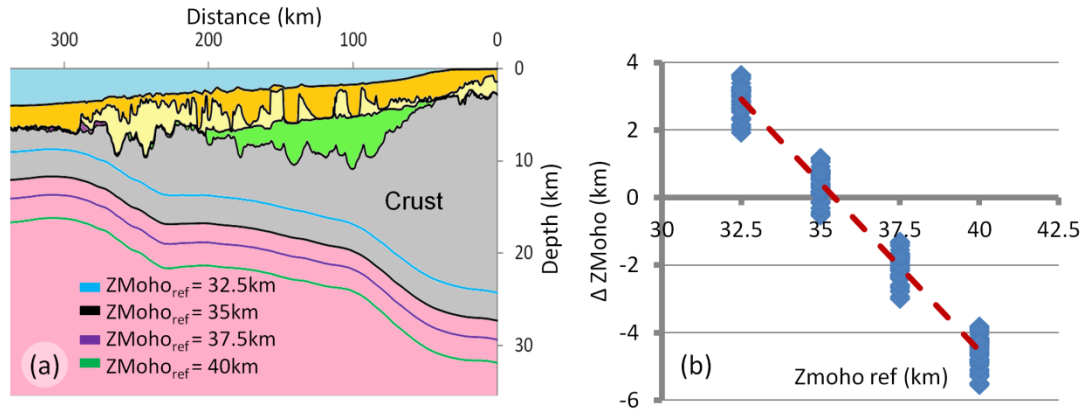 Distance (km)
300 200 100 0
0
10
20
30
Depth (km)
Crust
ZMoho_ref = 32.5km
ZMoho_ref = 35km
ZMoho_ref = 37.5km
ZMoho_ref = 40km
(a)
4
2
0
-2
-4
-6
30 32.5 35 37.5 40 42.5
Δ ZMoho (km)
Zmoho ref (km)
(b)